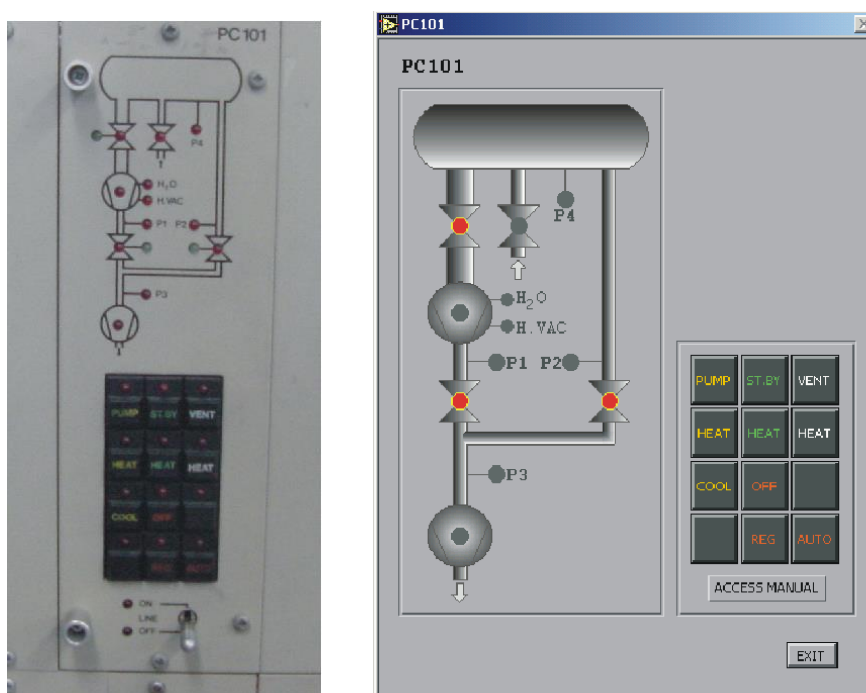 PC101
P4
H₂O
H.VAC
P1 P2
P3
PUMP ST.BY VENT
HEAT HEAT HEAT
COOL OFF
REG AUTO
ON
LINE
OFF
PC101
PC101
P4
H₂O
H.VAC
P1 P2
P3
PUMP ST.BY VENT
HEAT HEAT HEAT
COOL OFF
REG AUTO
ACCESS MANUAL
EXIT